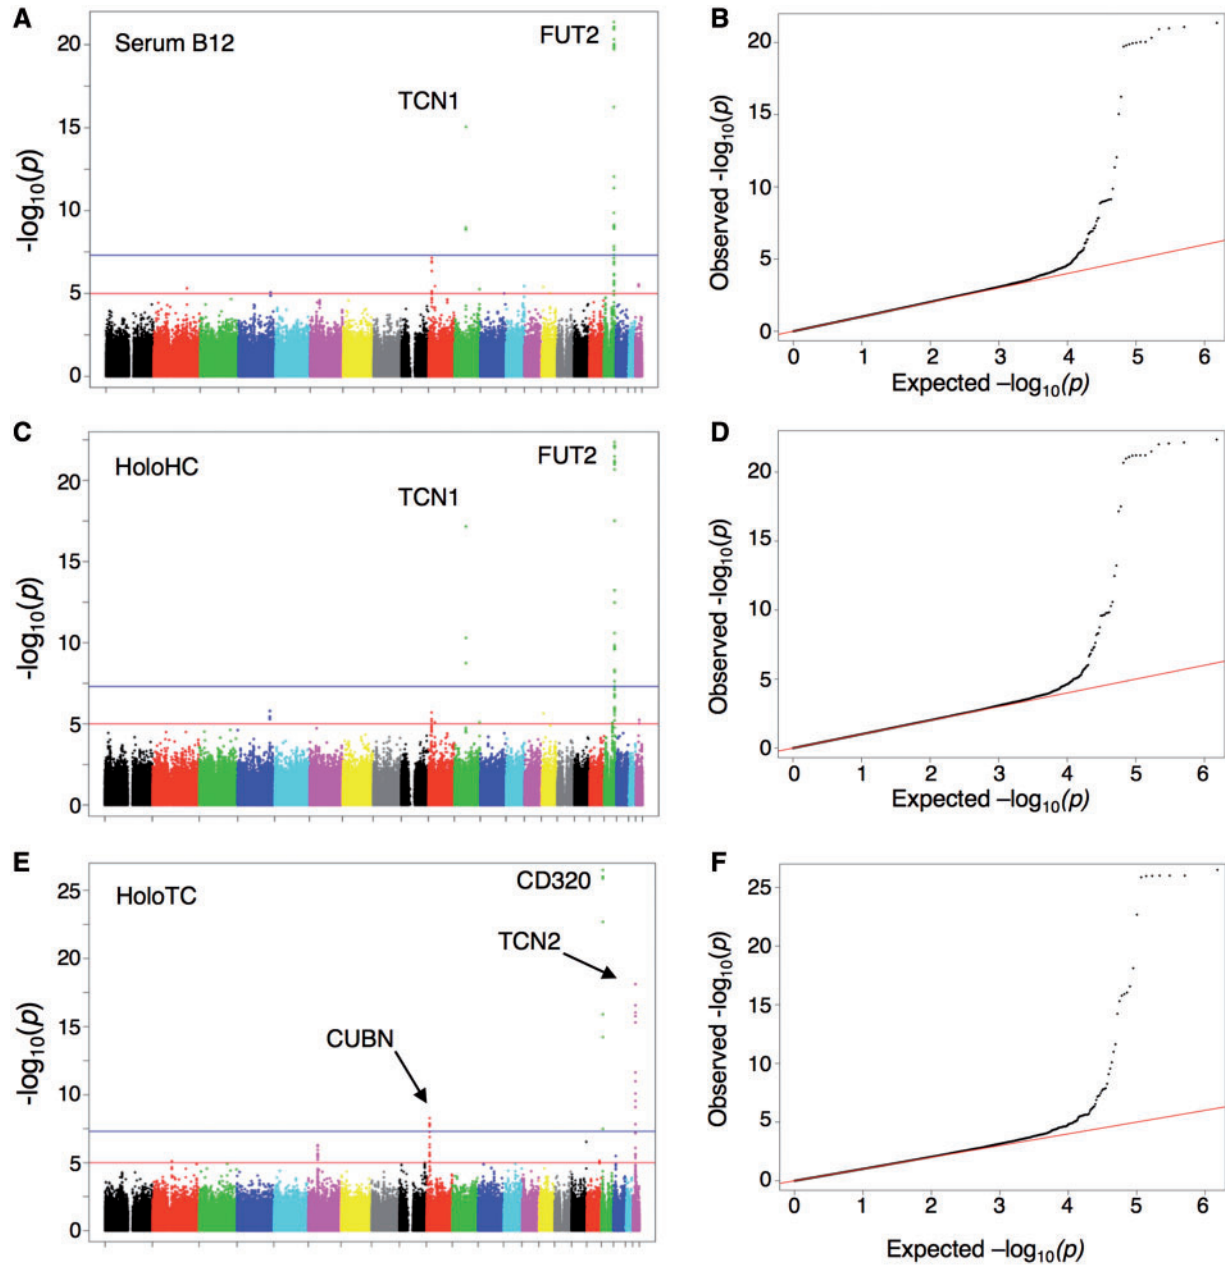 A
Serum B12
FUT2
TCN1
20
15
10
5
0
-log10(p)
B
20
15
10
5
0
Observed -log10(p)
0 1 2 3 4 5 6
Expected –log10(p)
C
HoloHC
FUT2
TCN1
20
15
10
5
0
-log10(p)
D
20
15
10
5
0
Observed -log10(p)
0 1 2 3 4 5 6
Expected –log10(p)
E
HoloTC
CD320
TCN2
CUBN
25
20
15
10
5
0
-log10(p)
F
25
20
15
10
5
0
Observed -log10(p)
0 1 2 3 4 5 6
Expected –log10(p)